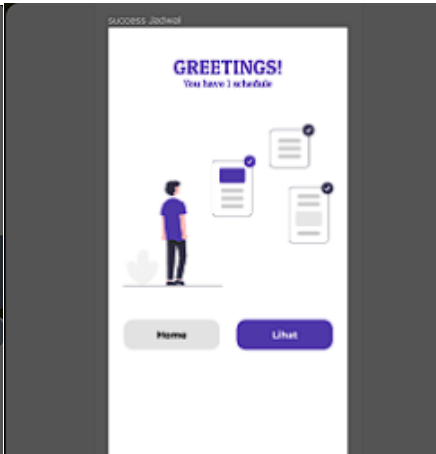 success Jadwal
GREETINGS!
You have 1 schedule
Home
Lihat